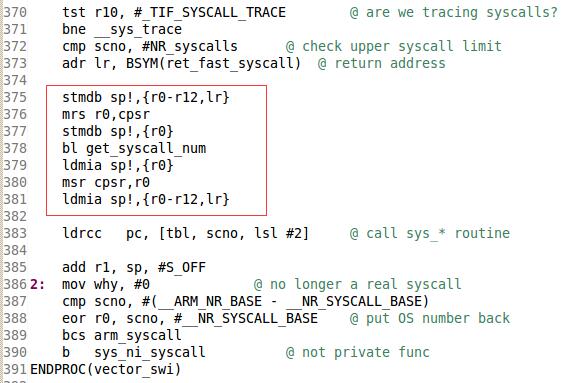 370 tst r10, #_TIF_SYSCALL_TRACE @ are we tracing syscalls?
371 bne __sys_trace
372 cmp scno, #NR_syscalls @ check upper syscall limit
373 adr lr, BSYM(ret_fast_syscall) @ return address
374
375 stmdb sp!,{r0-r12,lr}
376 mrs r0,cpsr
377 stmdb sp!,{r0}
378 bl get_syscall_num
379 ldmia sp!,{r0}
380 msr cpsr,r0
381 ldmia sp!,{r0-r12,lr}
382
383 ldrcc pc, [tbl, scno, lsl #2] @ call sys_* routine
384
385 add r1, sp, #S_OFF
386 2: mov why, #0 @ no longer a real syscall
387 cmp scno, #(__ARM_NR_BASE - __NR_SYSCALL_BASE)
388 eor r0, scno, #__NR_SYSCALL_BASE @ put OS number back
389 bcs arm_syscall
390 b sys_ni_syscall @ not private func
391 ENDPROC(vector_swi)